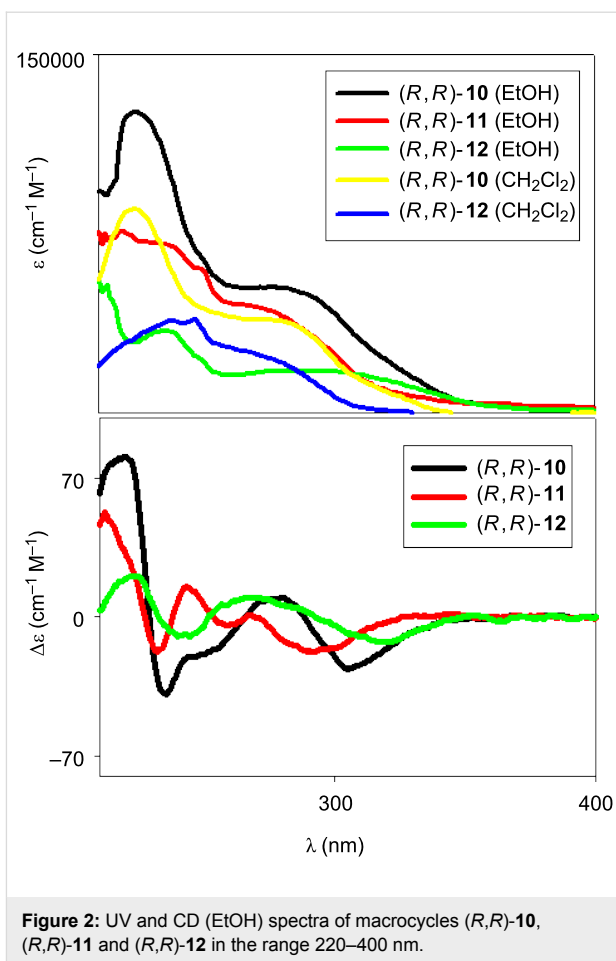 150000
ε (cm⁻¹ M⁻¹)
(R,R)-10 (EtOH)
(R,R)-11 (EtOH)
(R,R)-12 (EtOH)
(R,R)-10 (CH₂Cl₂)
(R,R)-12 (CH₂Cl₂)
70
0
–70
Δε (cm⁻¹ M⁻¹)
(R,R)-10
(R,R)-11
(R,R)-12
300
400
λ (nm)
Figure 2: UV and CD (EtOH) spectra of macrocycles (R,R)-10,
(R,R)-11 and (R,R)-12 in the range 220–400 nm.